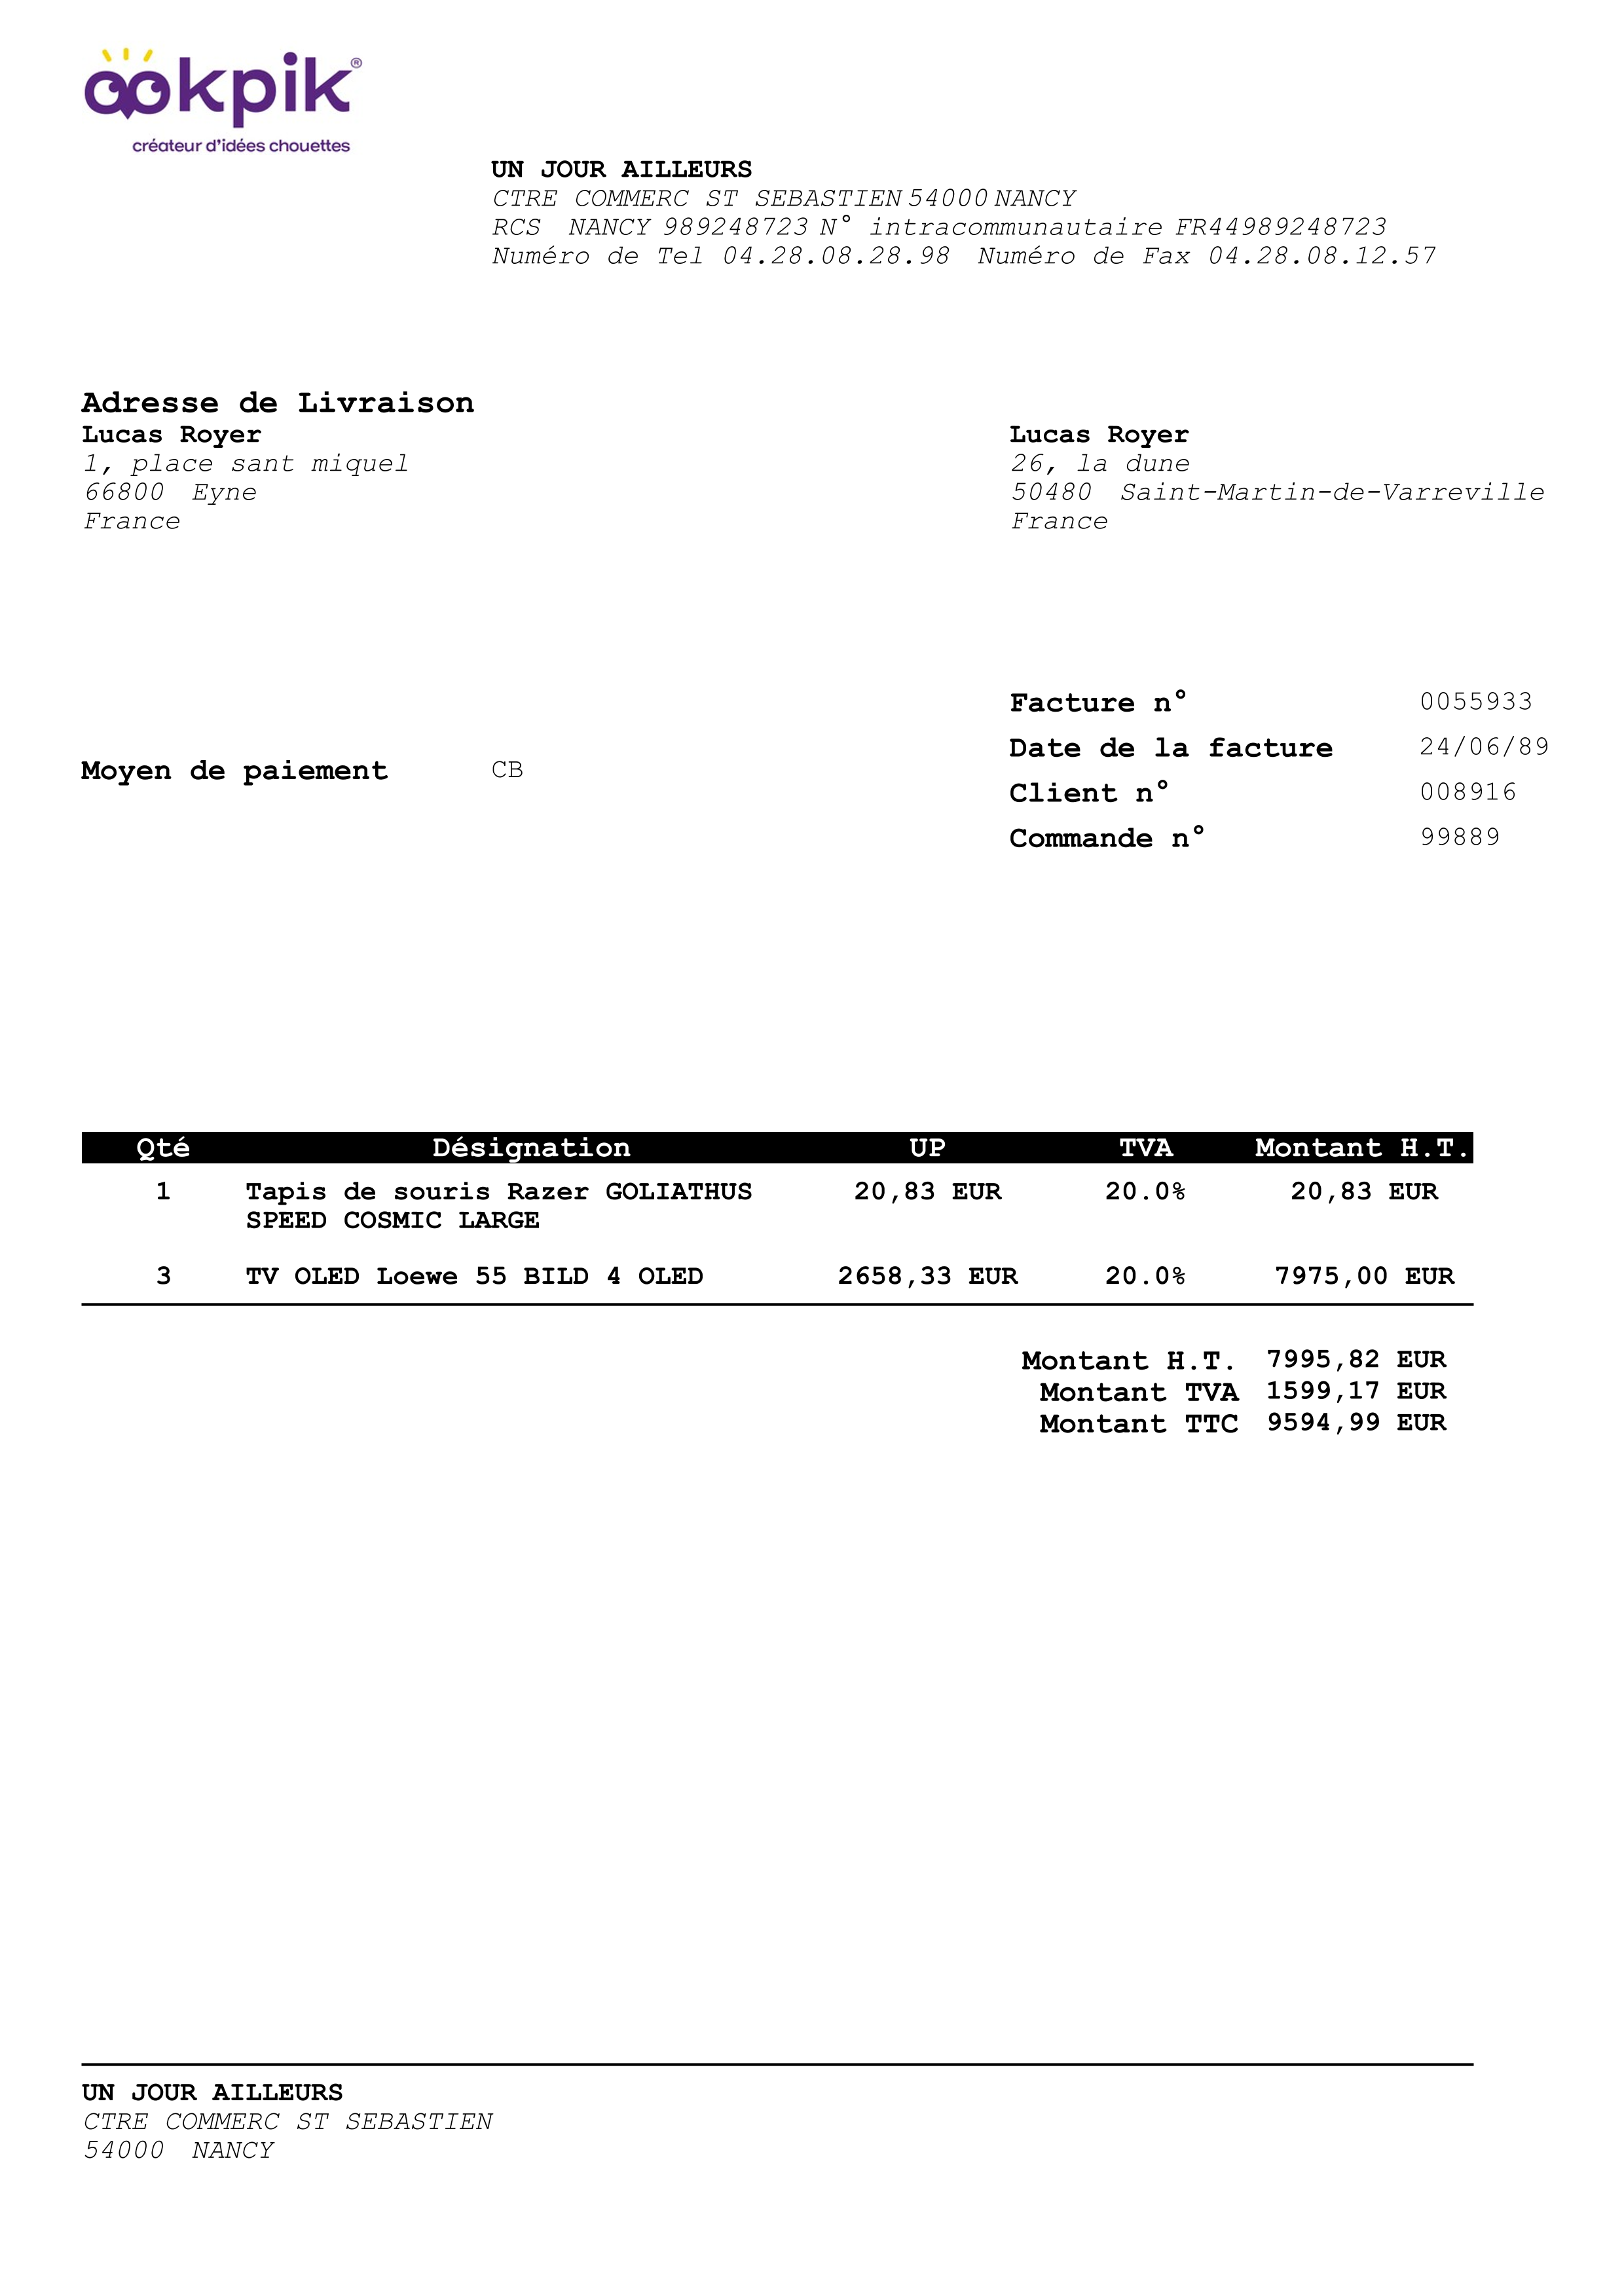 ookpik®
créateur d'idées chouettes
UN JOUR AILLEURS
CTRE COMMERC ST SEBASTIEN 54000 NANCY
RCS NANCY 989248723 N° intracommunautaire FR44989248723
Numéro de Tel 04.28.08.28.98 Numéro de Fax 04.28.08.12.57
Adresse de Livraison
Lucas Royer
1, place sant miquel
66800 Eyne
France
Lucas Royer
26, la dune
50480 Saint-Martin-de-Varreville
France
Moyen de paiement CB
Facture n° 0055933
Date de la facture 24/06/89
Client n° 008916
Commande n° 99889
Qté Désignation UP TVA Montant H.T.
1 Tapis de souris Razer GOLIATHUS 20,83 EUR 20.0% 20,83 EUR
SPEED COSMIC LARGE
3 TV OLED Loewe 55 BILD 4 OLED 2658,33 EUR 20.0% 7975,00 EUR
Montant H.T. 7995,82 EUR
Montant TVA 1599,17 EUR
Montant TTC 9594,99 EUR
UN JOUR AILLEURS
CTRE COMMERC ST SEBASTIEN
54000 NANCY